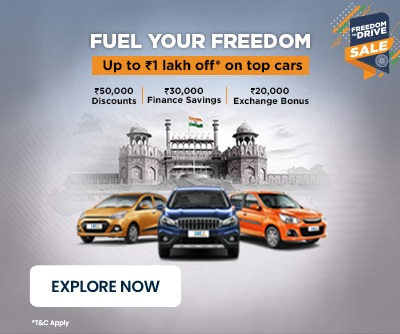 FREEDOM
TO DRIVE
SALE
FUEL YOUR FREEDOM
Up to ₹1 lakh off* on top cars
₹50,000
Discounts
₹30,000
Finance Savings
₹20,000
Exchange Bonus
EXPLORE NOW
*T&C Apply